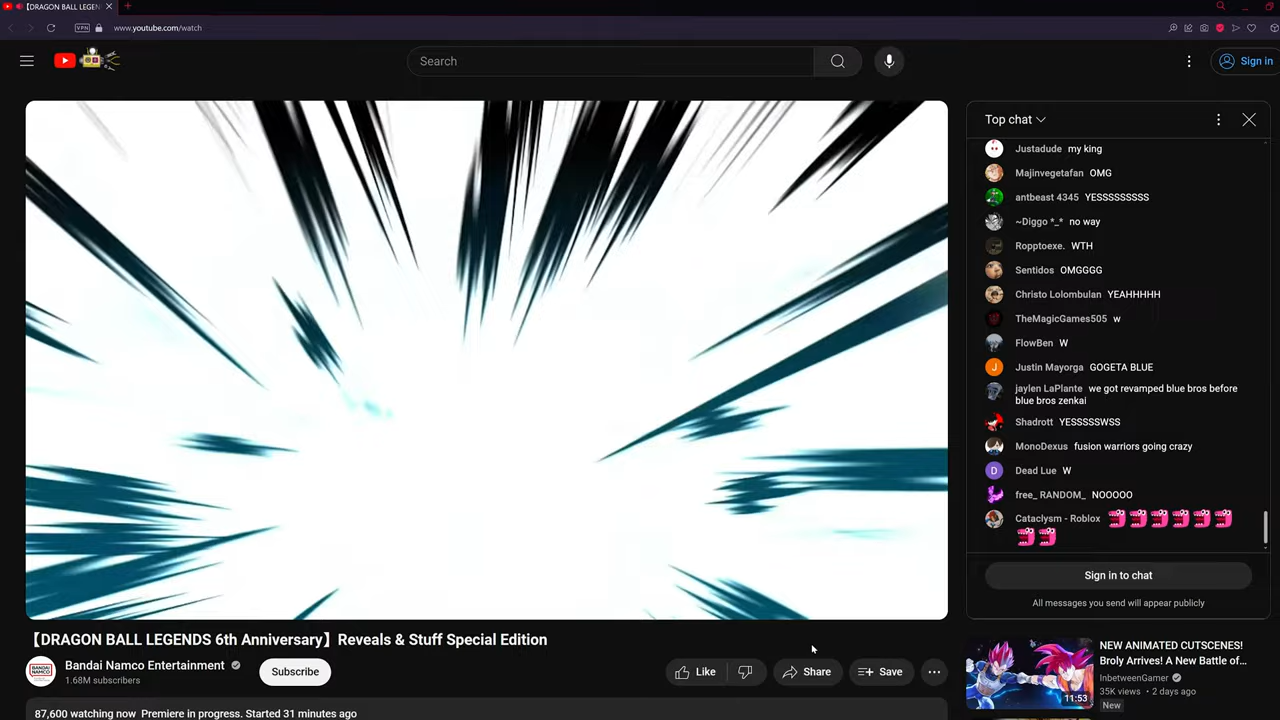 【DRAGON BALL LEGEN
VPN
www.youtube.com/watch
Search
Sign in
Top chat
Justadude my king
Majinvegetafan OMG
antbeast 4345 YESSSSSSSSS
~Diggo *_* no way
Ropptoexe. WTH
Sentidos OMGGGG
Christo Lolombulan YEAHHHHH
TheMagicGames505 w
FlowBen W
J
Justin Mayorga GOGETA BLUE
jaylen LaPlante we got revamped blue bros before
blue bros zenkai
Shadrott YESSSSSWSS
MonoDexus fusion warriors going crazy
D
Dead Lue W
free_ RANDOM_ NOOOOO
Cataclysm - Roblox
Sign in to chat
All messages you send will appear publicly
【DRAGON BALL LEGENDS 6th Anniversary】Reveals & Stuff Special Edition
BANDAI
NAMCO
Bandai Namco Entertainment
1.68M subscribers
Subscribe
Like
Share
Save
87,600 watching now Premiere in progress. Started 31 minutes ago
NEW ANIMATED CUTSCENES!
Broly Arrives! A New Battle of...
InbetweenGamer
35K views • 2 days ago
New
11:53